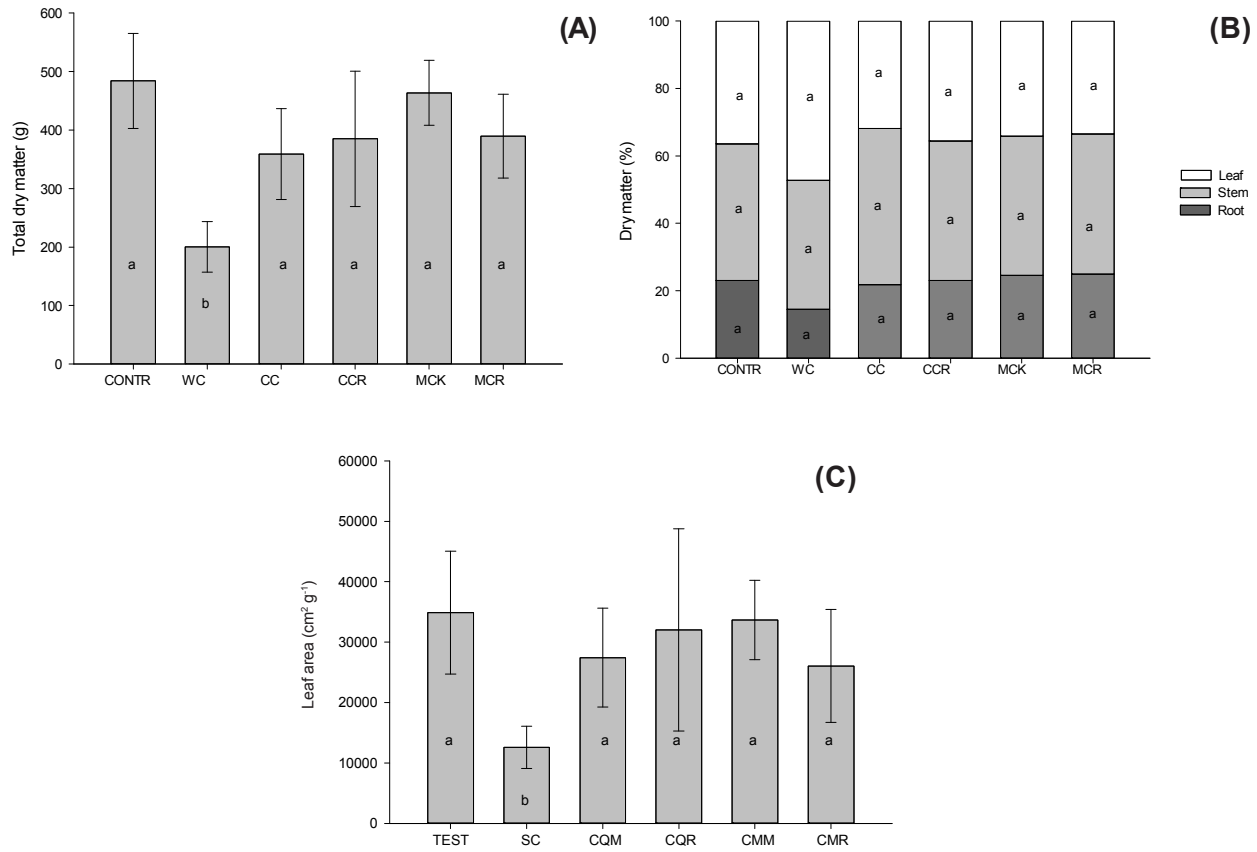 (A)
Total dry matter (g)
600
500
400
300
200
100
0
a
b
a
a
a
a
CONTR WC CC CCR MCK MCR
(B)
Dry matter (%)
100
80
60
40
20
0
a a a a a a
a a a a a a
a a a a a a
CONTR WC CC CCR MCK MCR
Leaf
Stem
Root
(C)
Leaf area (cm² g⁻¹)
60000
50000
40000
30000
20000
10000
0
a
b
a
a
a
a
TEST SC CQM CQR CMM CMR